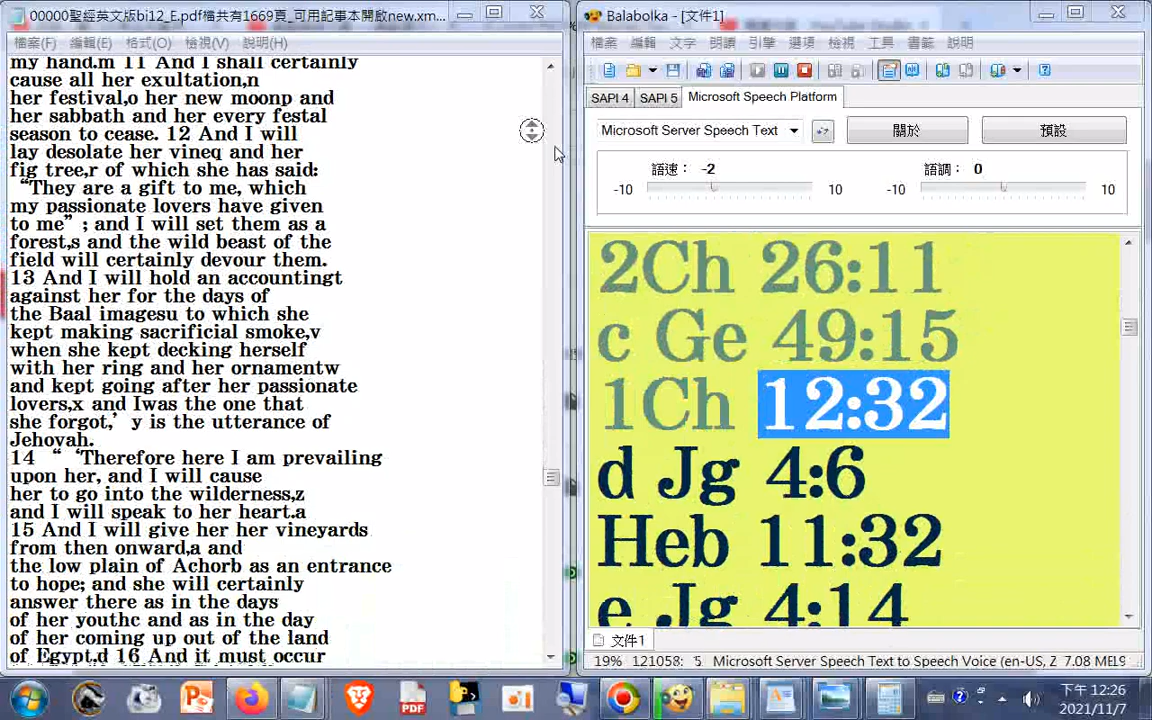 00000聖經英文版bi12_E.pdf檔共有1669頁_可用記事本開啟new.xm...
檔案(F) 編輯(E) 格式(O) 檢視(V) 說明(H)
my hand.m 11 And I shall certainly
cause all her exultation,n
her festival,o her new moonp and
her sabbath and her every festal
season to cease. 12 And I will
lay desolate her vineq and her
fig tree,r of which she has said:
“They are a gift to me, which
my passionate lovers have given
to me” ; and I will set them as a
forest,s and the wild beast of the
field will certainly devour them.
13 And I will hold an accountingt
against her for the days of
the Baal imagesu to which she
kept making sacrificial smoke,v
when she kept decking herself
with her ring and her ornamentw
and kept going after her passionate
lovers,x and Iwas the one that
she forgot,’ y is the utterance of
Jehovah.
14 “ ‘Therefore here I am prevailing
upon her, and I will cause
her to go into the wilderness,z
and I will speak to her heart.a
15 And I will give her her vineyards
from then onward,a and
the low plain of Achorb as an entrance
to hope; and she will certainly
answer there as in the days
of her youthc and as in the day
of her coming up out of the land
of Egypt.d 16 And it must occur
Balabolka - [文件1]
檔案 編輯 文字 朗讀 引擎 選項 檢視 工具 書籤 說明
SAPI 4 SAPI 5 Microsoft Speech Platform
Microsoft Server Speech Text 關於 預設
語速: -2 語調: 0
-10 10 -10 10
2Ch 26:11
c Ge 49:15
1Ch 12:32
d Jg 4:6
Heb 11:32
e Jg 4:14
文件1
19% 121058: Microsoft Server Speech Text to Speech Voice (en-US, Z 7.08 MEL9
下午 12:26
2021/11/7